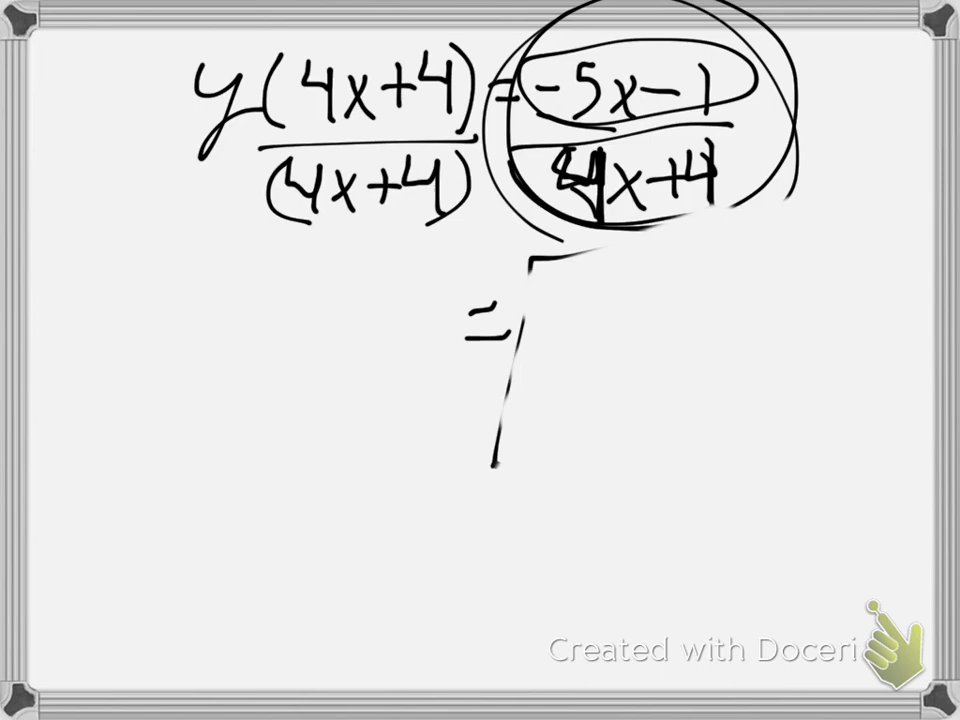 y(4x+4) = -5x-1
(4x+4) 4x+4
=
Created with Doceri